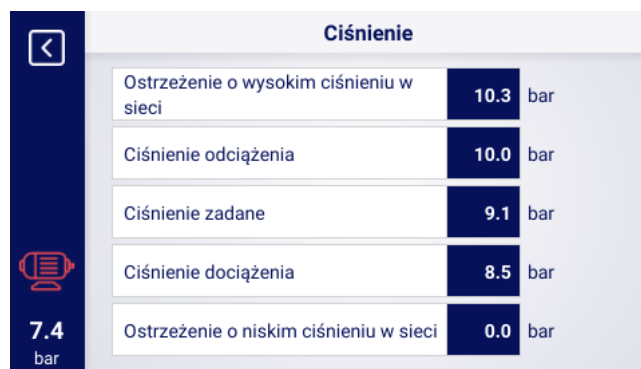 Ciśnienie
Ostrzeżenie o wysokim ciśnieniu w
sieci
10.3 bar
Ciśnienie odciążenia 10.0 bar
Ciśnienie zadane 9.1 bar
Ciśnienie dociążenia 8.5 bar
Ostrzeżenie o niskim ciśnieniu w sieci 0.0 bar
7.4
bar